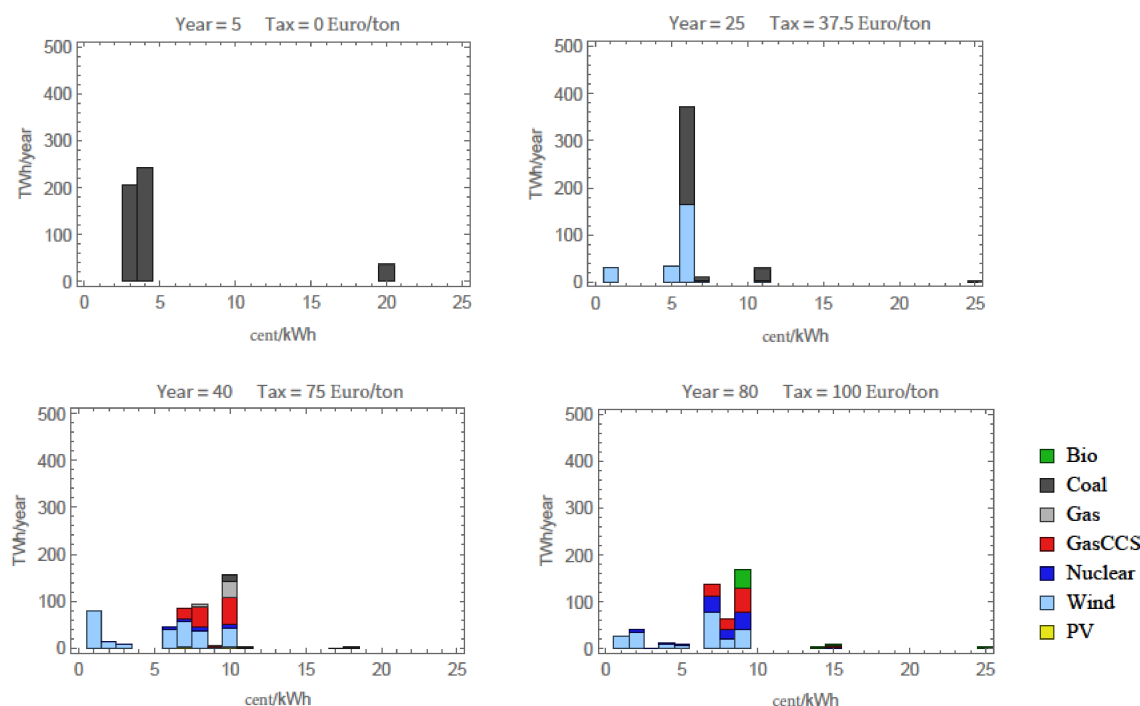 Year = 5 Tax = 0 Euro/ton
500
400
300
200
100
0
TWh/year
0 5 10 15 20 25
cent/kWh
Year = 25 Tax = 37.5 Euro/ton
500
400
300
200
100
0
TWh/year
0 5 10 15 20 25
cent/kWh
Year = 40 Tax = 75 Euro/ton
500
400
300
200
100
0
TWh/year
0 5 10 15 20 25
cent/kWh
Year = 80 Tax = 100 Euro/ton
500
400
300
200
100
0
TWh/year
0 5 10 15 20 25
cent/kWh
Bio
Coal
Gas
GasCCS
Nuclear
Wind
PV